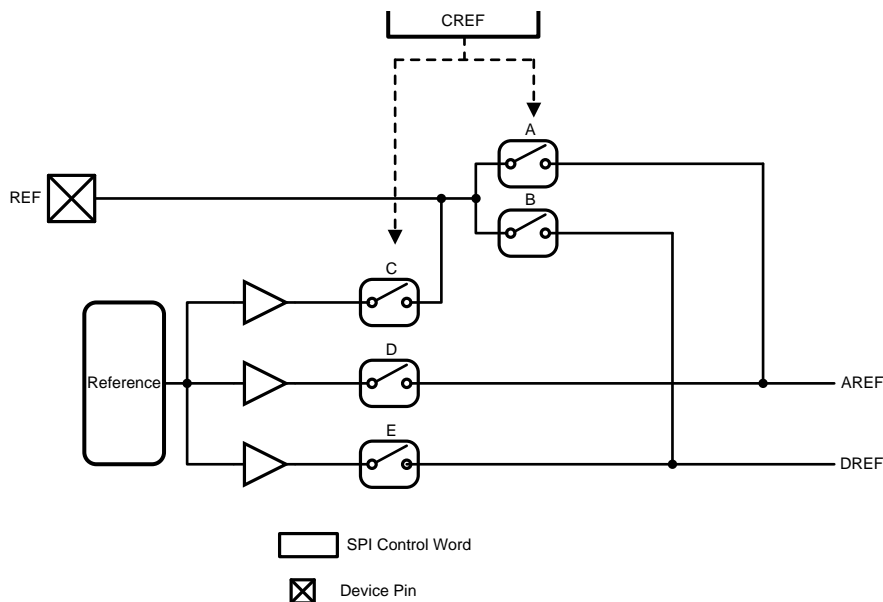 CREF
A
REF
B
C
Reference
D
AREF
E
DREF
SPI Control Word
Device Pin